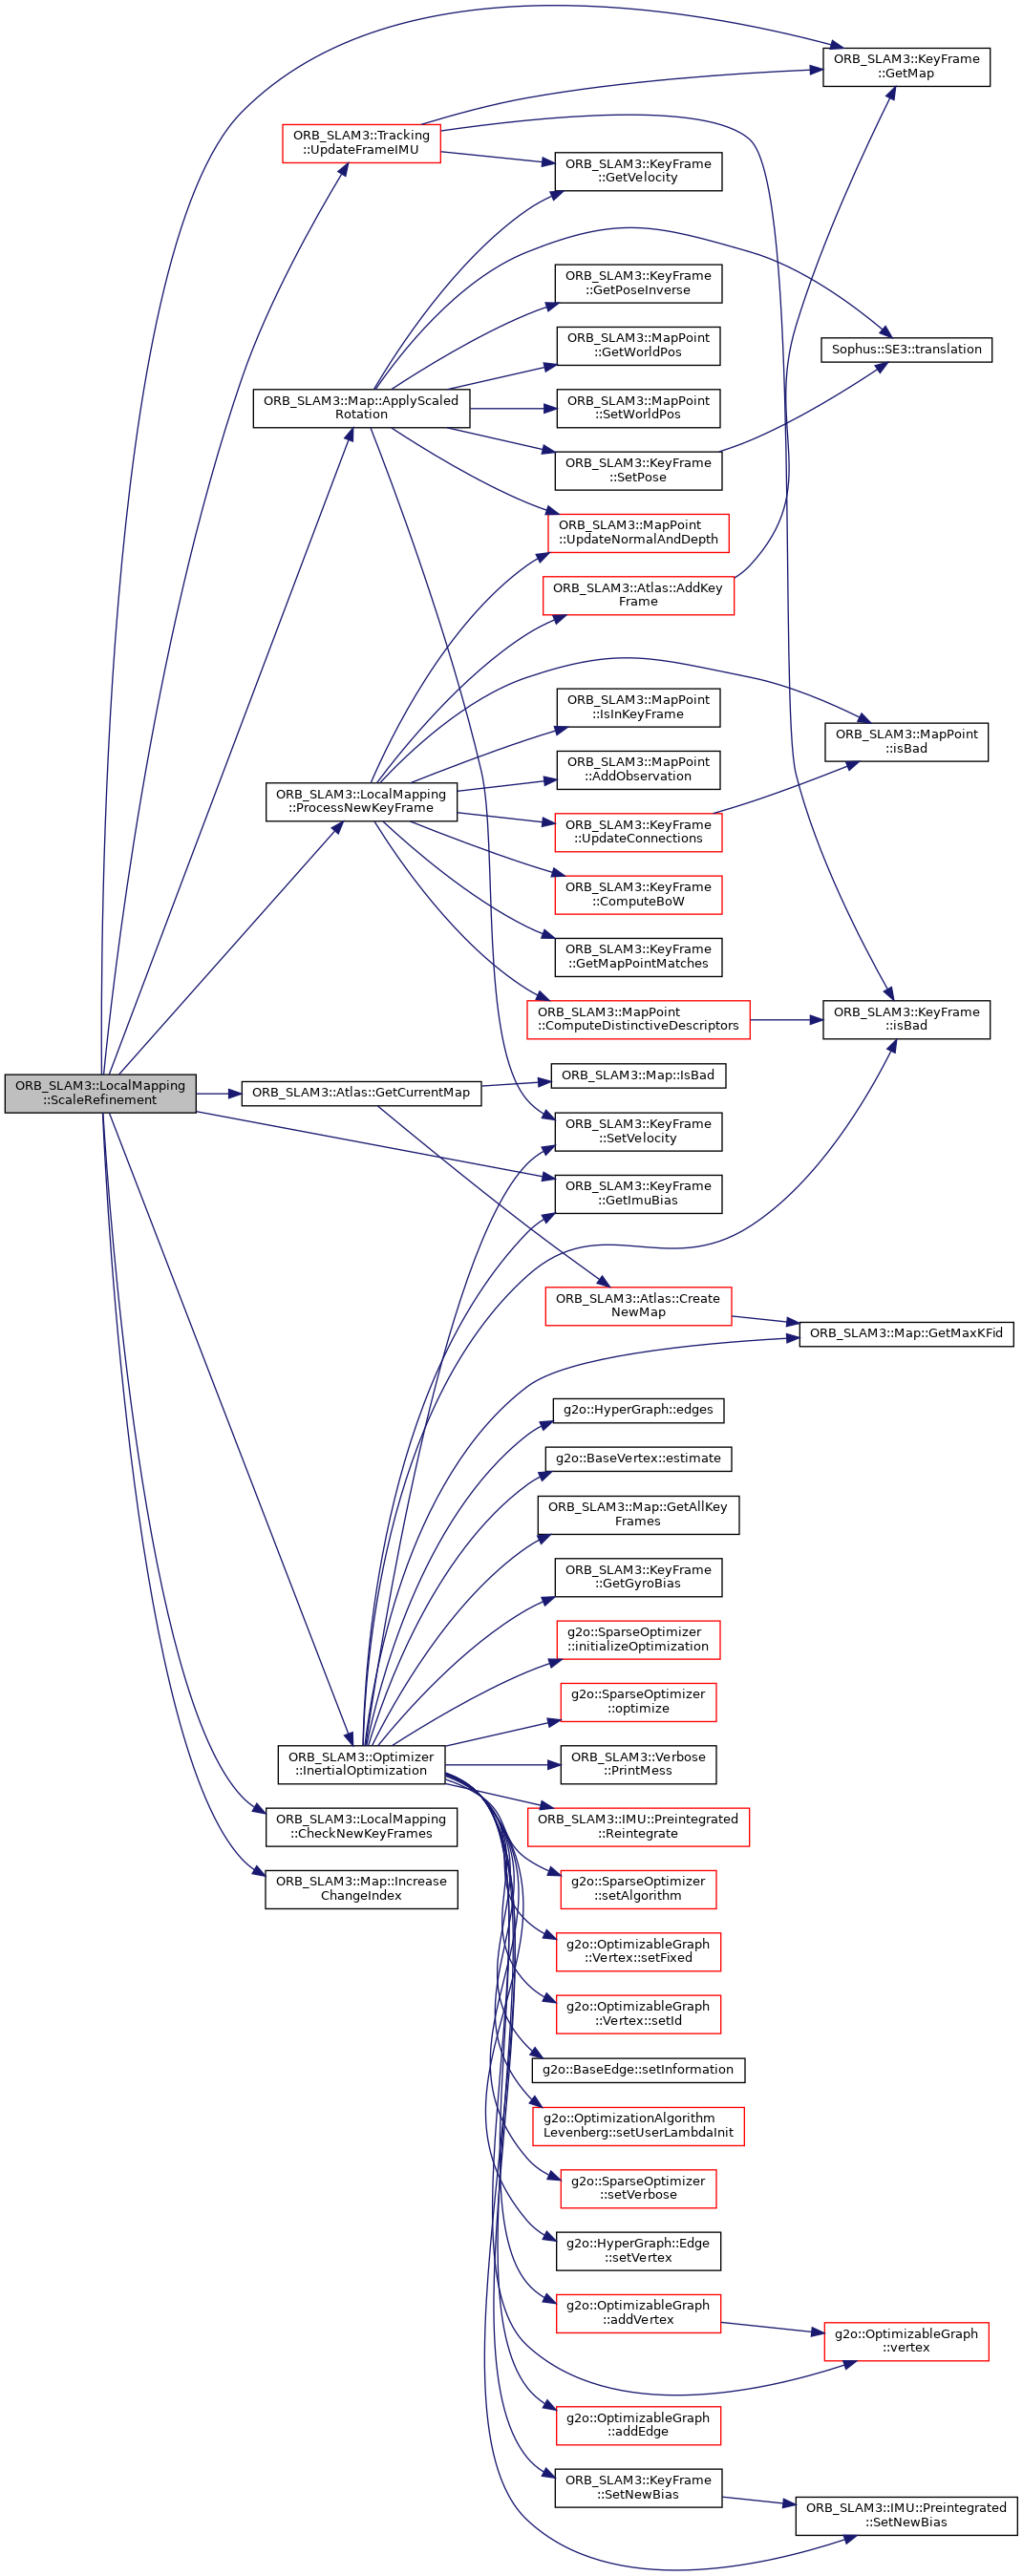 ORB_SLAM3::KeyFrame
::GetMap
ORB_SLAM3::Tracking
::UpdateFrameIMU
ORB_SLAM3::KeyFrame
::GetVelocity
ORB_SLAM3::KeyFrame
::GetPoseInverse
ORB_SLAM3::MapPoint
::GetWorldPos
Sophus::SE3::translation
ORB_SLAM3::Map::ApplyScaled
Rotation
ORB_SLAM3::MapPoint
::SetWorldPos
ORB_SLAM3::KeyFrame
::SetPose
ORB_SLAM3::MapPoint
::UpdateNormalAndDepth
ORB_SLAM3::Atlas::AddKey
Frame
ORB_SLAM3::MapPoint
::IsInKeyFrame
ORB_SLAM3::MapPoint
::isBad
ORB_SLAM3::MapPoint
::AddObservation
ORB_SLAM3::LocalMapping
::ProcessNewKeyFrame
ORB_SLAM3::KeyFrame
::UpdateConnections
ORB_SLAM3::KeyFrame
::ComputeBoW
ORB_SLAM3::KeyFrame
::GetMapPointMatches
ORB_SLAM3::MapPoint
::ComputeDistinctiveDescriptors
ORB_SLAM3::KeyFrame
::isBad
ORB_SLAM3::LocalMapping
::ScaleRefinement
ORB_SLAM3::Atlas::GetCurrentMap
ORB_SLAM3::Map::IsBad
ORB_SLAM3::KeyFrame
::SetVelocity
ORB_SLAM3::KeyFrame
::GetImuBias
ORB_SLAM3::Atlas::Create
NewMap
ORB_SLAM3::Map::GetMaxKFid
g2o::HyperGraph::edges
g2o::BaseVertex::estimate
ORB_SLAM3::Map::GetAllKey
Frames
ORB_SLAM3::KeyFrame
::GetGyroBias
g2o::SparseOptimizer
::initializeOptimization
g2o::SparseOptimizer
::optimize
ORB_SLAM3::Optimizer
::InertialOptimization
ORB_SLAM3::Verbose
::PrintMess
ORB_SLAM3::LocalMapping
::CheckNewKeyFrames
ORB_SLAM3::IMU::Preintegrated
::Reintegrate
ORB_SLAM3::Map::Increase
ChangeIndex
g2o::SparseOptimizer
::setAlgorithm
g2o::OptimizableGraph
::Vertex::setFixed
g2o::OptimizableGraph
::Vertex::setId
g2o::BaseEdge::setInformation
g2o::OptimizationAlgorithm
Levenberg::setUserLambdaInit
g2o::SparseOptimizer
::setVerbose
g2o::HyperGraph::Edge
::setVertex
g2o::OptimizableGraph
::addVertex
g2o::OptimizableGraph
::vertex
g2o::OptimizableGraph
::addEdge
ORB_SLAM3::KeyFrame
::SetNewBias
ORB_SLAM3::IMU::Preintegrated
::SetNewBias